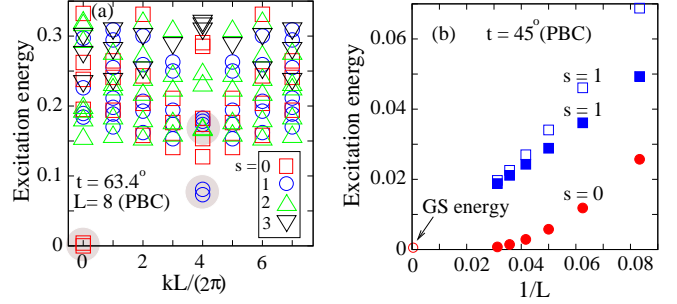 (a)
Excitation energy
0.3
0.2
0.1
0
s = 0
1
2
3
t = 63.4°
L= 8 (PBC)
0 2 4 6
kL/(2π)
(b)
t = 45° (PBC)
Excitation energy
0.06
0.04
0.02
0
s = 1
s = 1
s = 0
GS energy
0 0.02 0.04 0.06 0.08
1/L